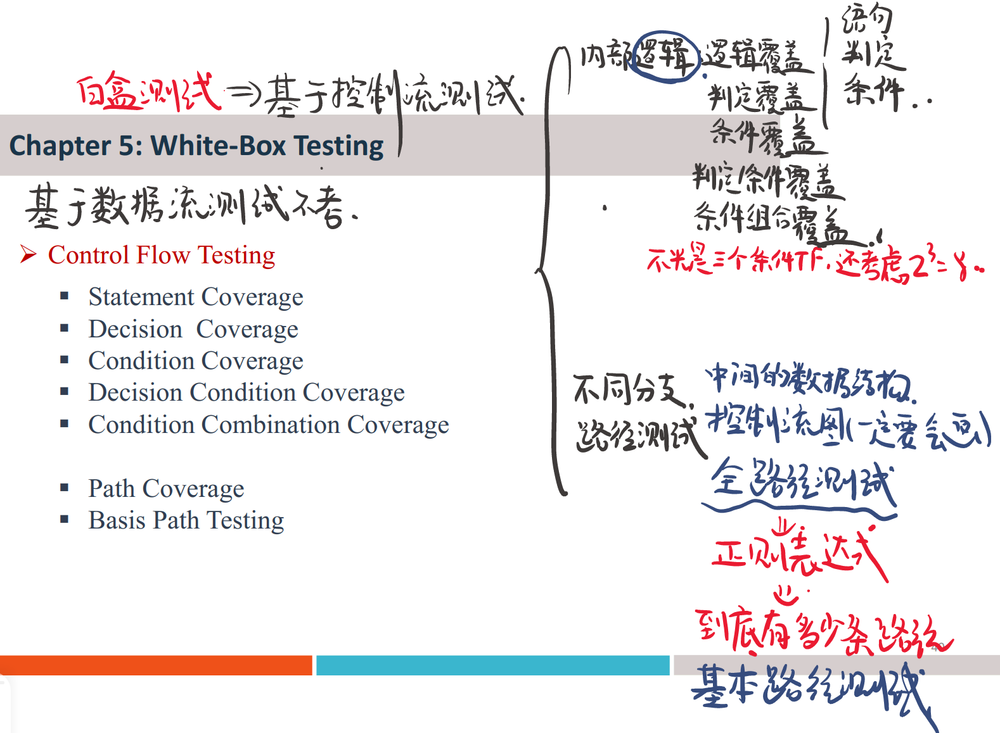 白盒测试⇒基于控制流测试.
Chapter 5: White-Box Testing
基于数据流测试不考.
➢ Control Flow Testing
▪ Statement Coverage
▪ Decision Coverage
▪ Condition Coverage
▪ Decision Condition Coverage
▪ Condition Combination Coverage
▪ Path Coverage
▪ Basis Path Testing
内部逻辑.逻辑覆盖
判定覆盖
条件覆盖
判定条件覆盖
条件组合覆盖
语句
判定
条件..
不光是三个条件TF.还考虑2³=8.
不同分支.
路径测试
中间的数据结构.
控制流图(一定要会画)
全路径测试
⇓
正则表达式
⇓
到底有多少条路径
基本路径测试